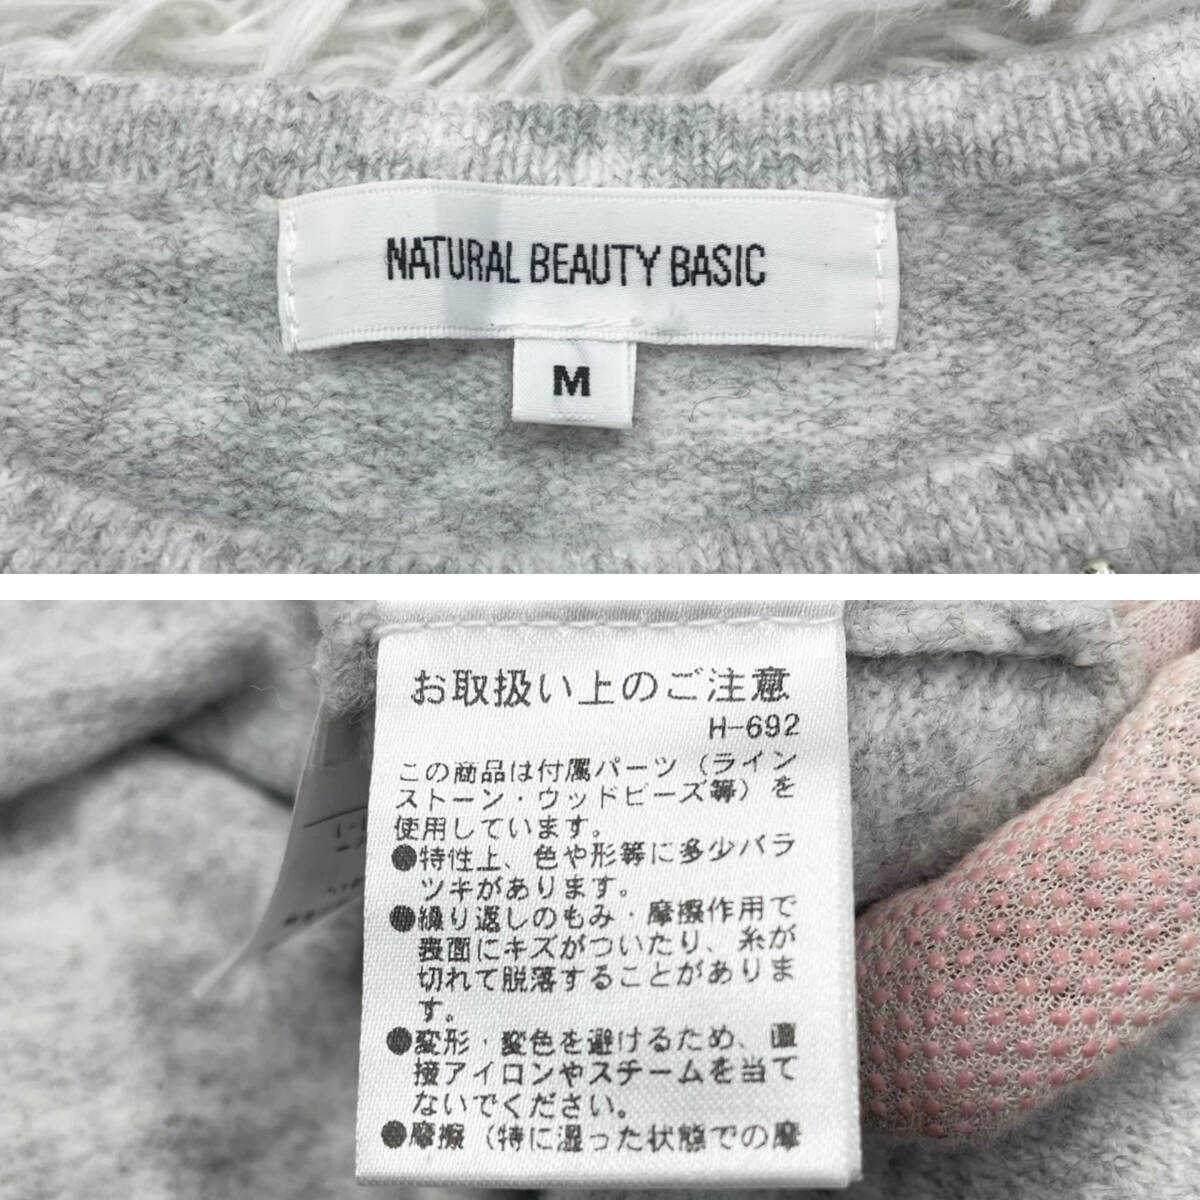 NATURAL BEAUTY BASIC
M
お取扱い上のご注意
H-692
この商品は付属パーツ（ライン
ストーン・ウッドビーズ等）を
使用しています。
●特性上、色や形等に多少バラ
ツキがあります。
●繰り返しのもみ・摩擦作用で
表面にキズがついたり、糸が
切れて脱落することがありま
す。
●変形・変色を避けるため、直
接アイロンやスチームを当て
ないでください。
●摩擦（特に湿った状態での摩